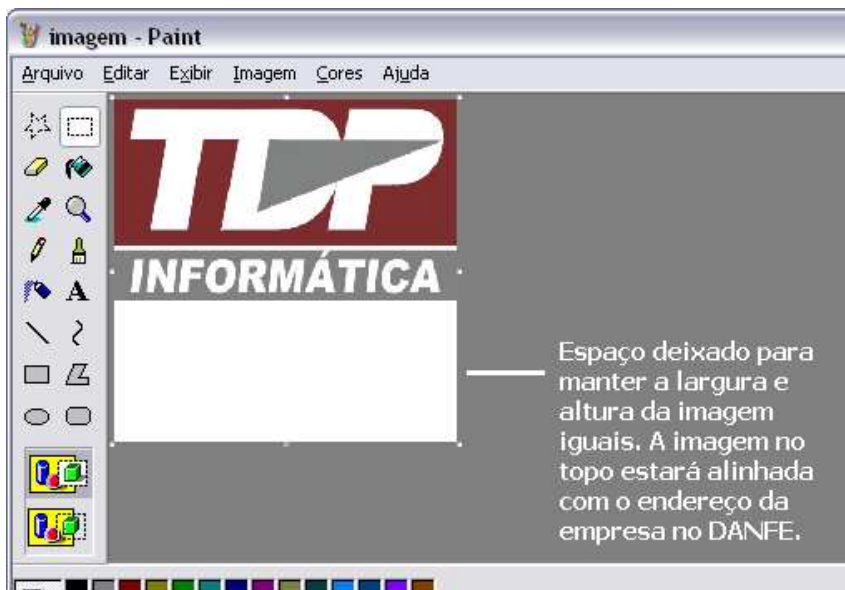 imagem - Paint
Arquivo Editar Exibir Imagem Cores Ajuda
TDP
INFORMÁTICA
A
Espaço deixado para
manter a largura e
altura da imagem
iguais. A imagem no
topo estará alinhada
com o endereço da
empresa no DANFE.